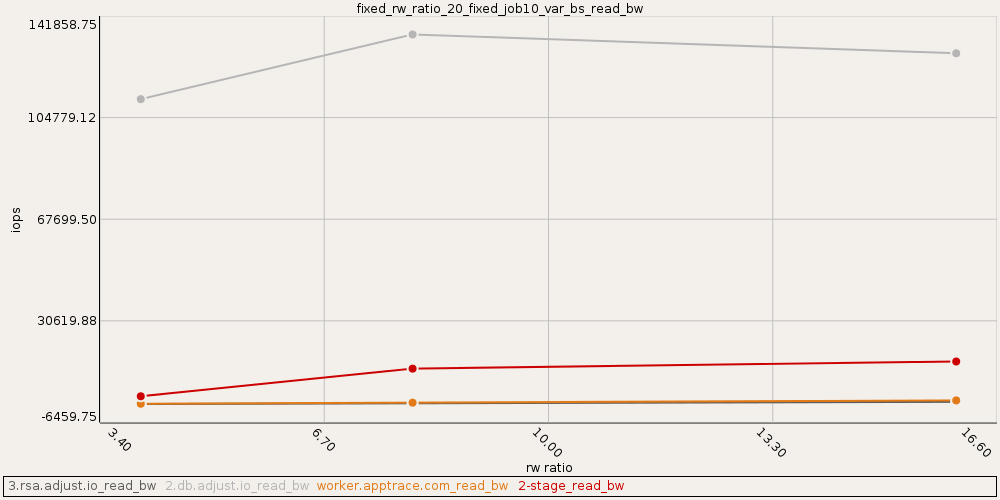 fixed_rw_ratio_20_fixed_job10_var_bs_read_bw
141858.75
104779.12
67699.50
30619.88
-6459.75
iops
3.40
6.70
10.00
13.30
16.60
rw ratio
3.rsa.adjust.io_read_bw 2.db.adjust.io_read_bw worker.apptrace.com_read_bw 2-stage_read_bw